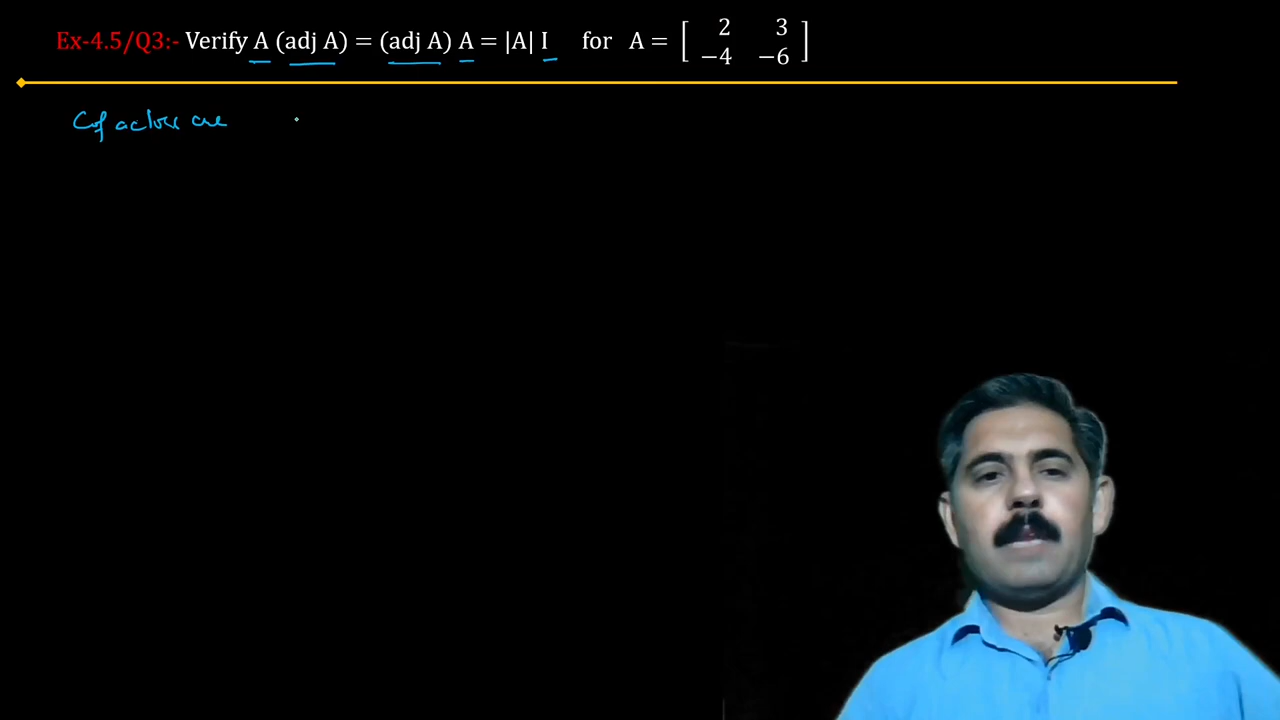 Ex-4.5/Q3:- Verify A (adj A) = (adj A) A = |A| I for A = [ 2 3
−4 −6 ]
Cofactors are